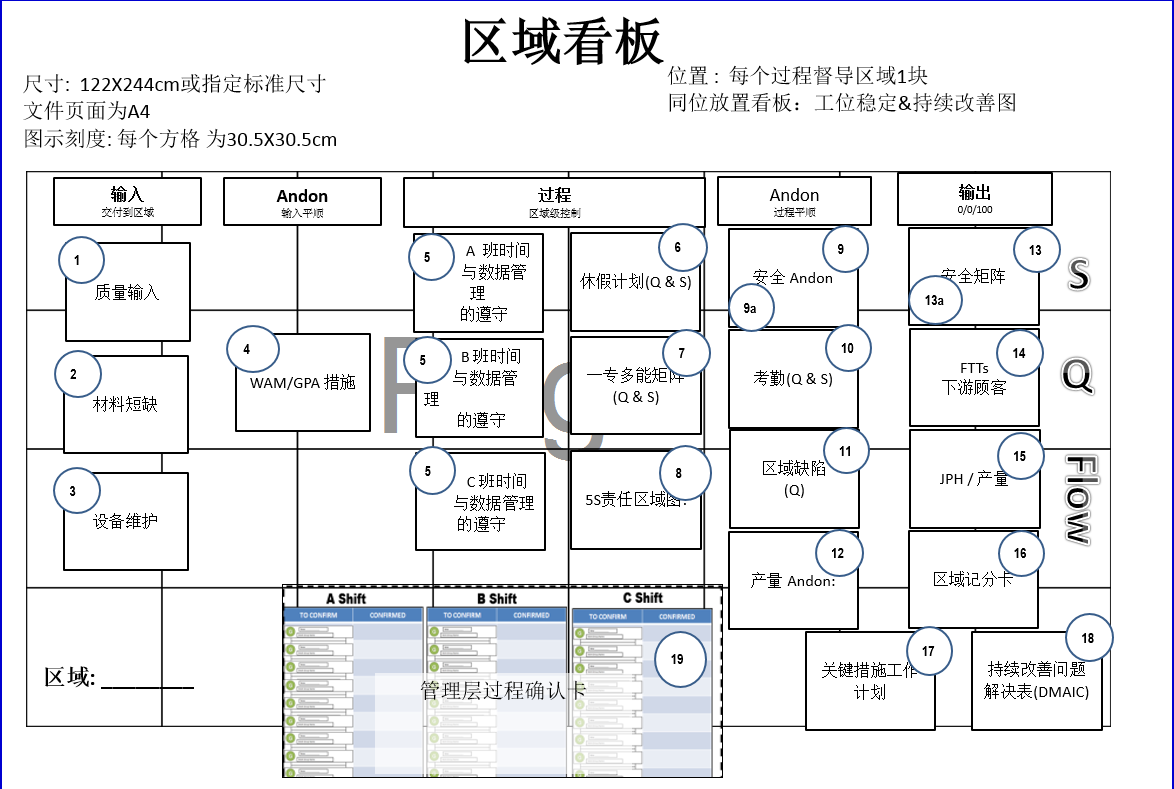 区域看板
尺寸: 122X244cm或指定标准尺寸
文件页面为A4
图示刻度: 每个方格 为30.5X30.5cm
位置 : 每个过程督导区域1块
同位放置看板：工位稳定&持续改善图
输入
交付到区域
Andon
输入平顺
过程
区域级控制
Andon
过程平顺
输出
0/0/100
1
质量输入
2
材料短缺
3
设备维护
4
WAM/GPA 措施
5
A 班时间
与数据管
理
的遵守
5
B 班时间
与数据管
理
的遵守
5
C 班时间
与数据管理
的遵守
6
休假计划(Q & S)
7
一专多能矩阵
(Q & S)
8
5S责任区域图:
9
安全 Andon
9a
10
考勤(Q & S)
11
区域缺陷
(Q)
12
产量 Andon:
13
安全矩阵
13a
14
FTTs
下游顾客
15
JPH / 产量
16
区域记分卡
17
关键措施工作
计划
18
持续改善问题
解决表(DMAIC)
S
Q
Flow
区域:
A Shift
B Shift
C Shift
TO CONFIRM
CONFIRMED
TO CONFIRM
CONFIRMED
TO CONFIRM
CONFIRMED
19
管理层过程确认卡